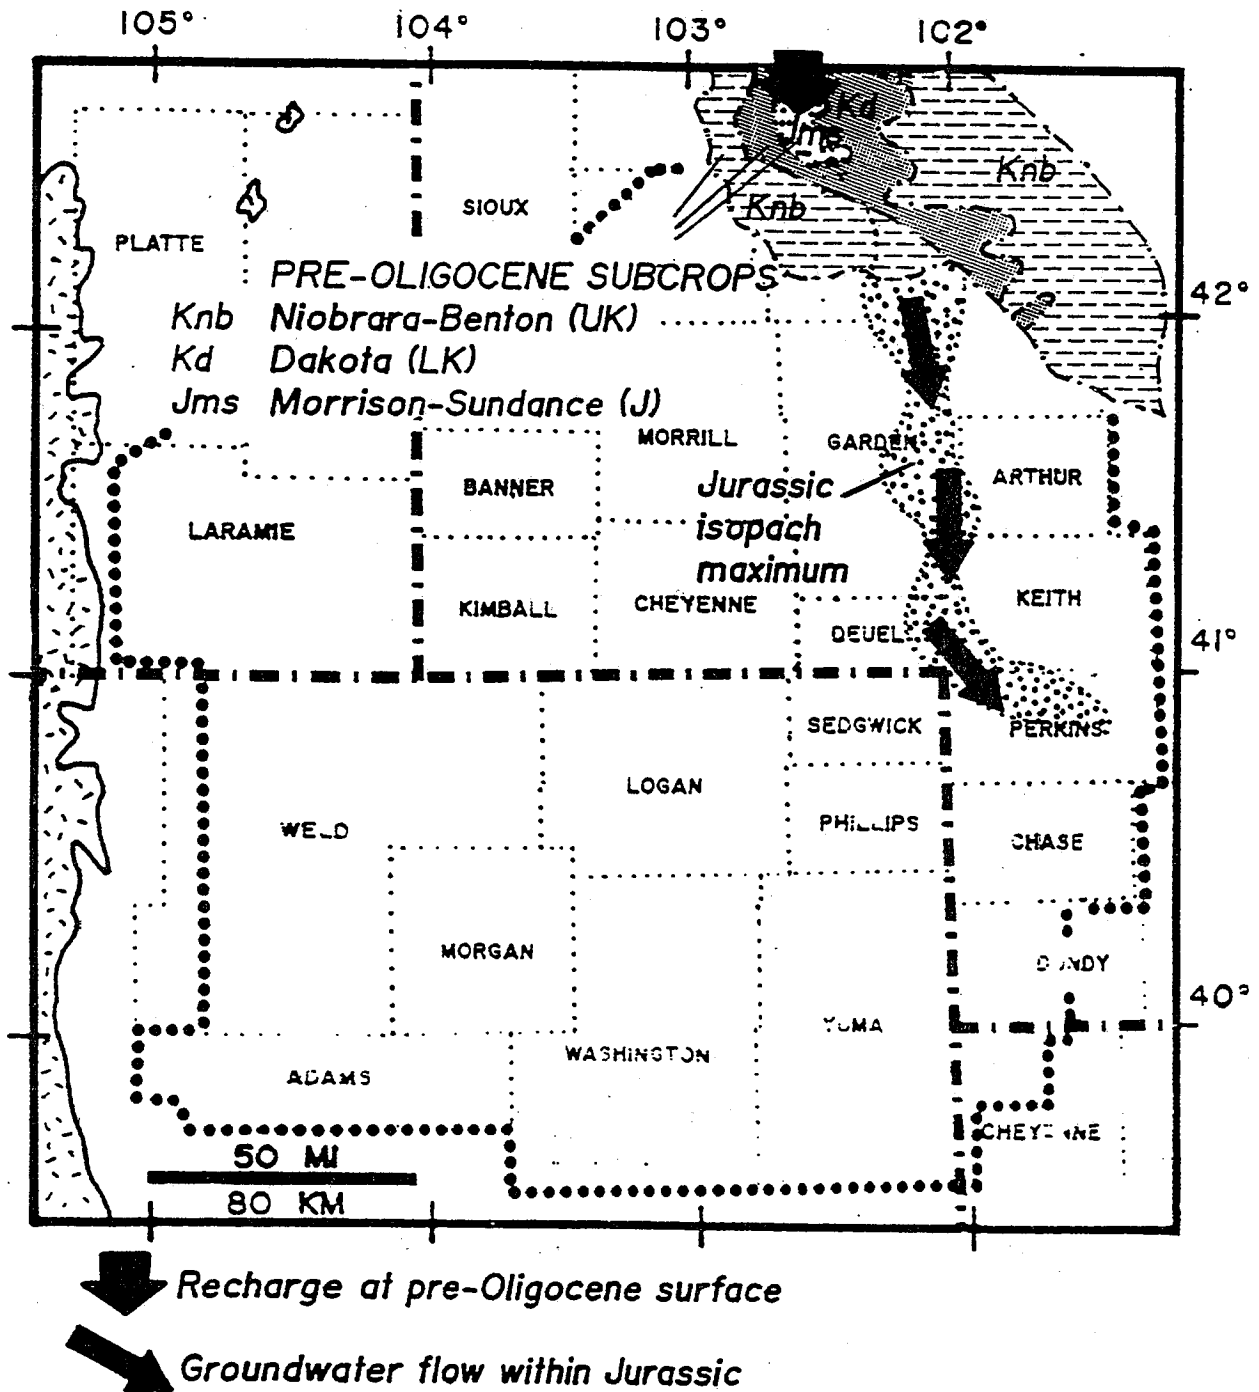 105° 104° 103° 102°
Kd
Jms
Knb
SIOUX
Knb
PLATTE
PRE-OLIGOCENE SUBCROPS
42°
Knb Niobrara-Benton (UK)
Kd Dakota (LK)
Jms Morrison-Sundance (J)
MORRILL GARDEN
BANNER Jurassic ARTHUR
isopach
LARAMIE
maximum
KIMBALL CHEYENNE KEITH
DEUEL 41°
SEDGWICK PERKINS
LOGAN
WELD PHILLIPS CHASE
MORGAN DUNDY
40°
YUMA
WASHINGTON
ADAMS
CHEYENNE
50 MI
80 KM
Recharge at pre-Oligocene surface
Groundwater flow within Jurassic